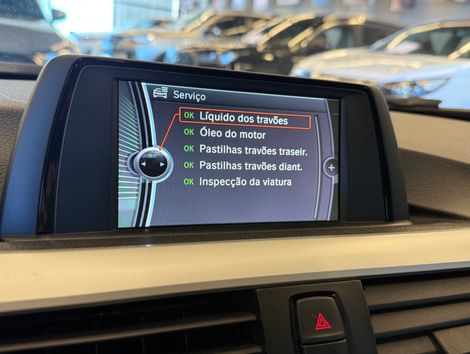 Serviço
OK Líquido dos travões
OK Óleo do motor
OK Pastilhas travões traseir.
OK Pastilhas travões diant.
OK Inspecção da viatura